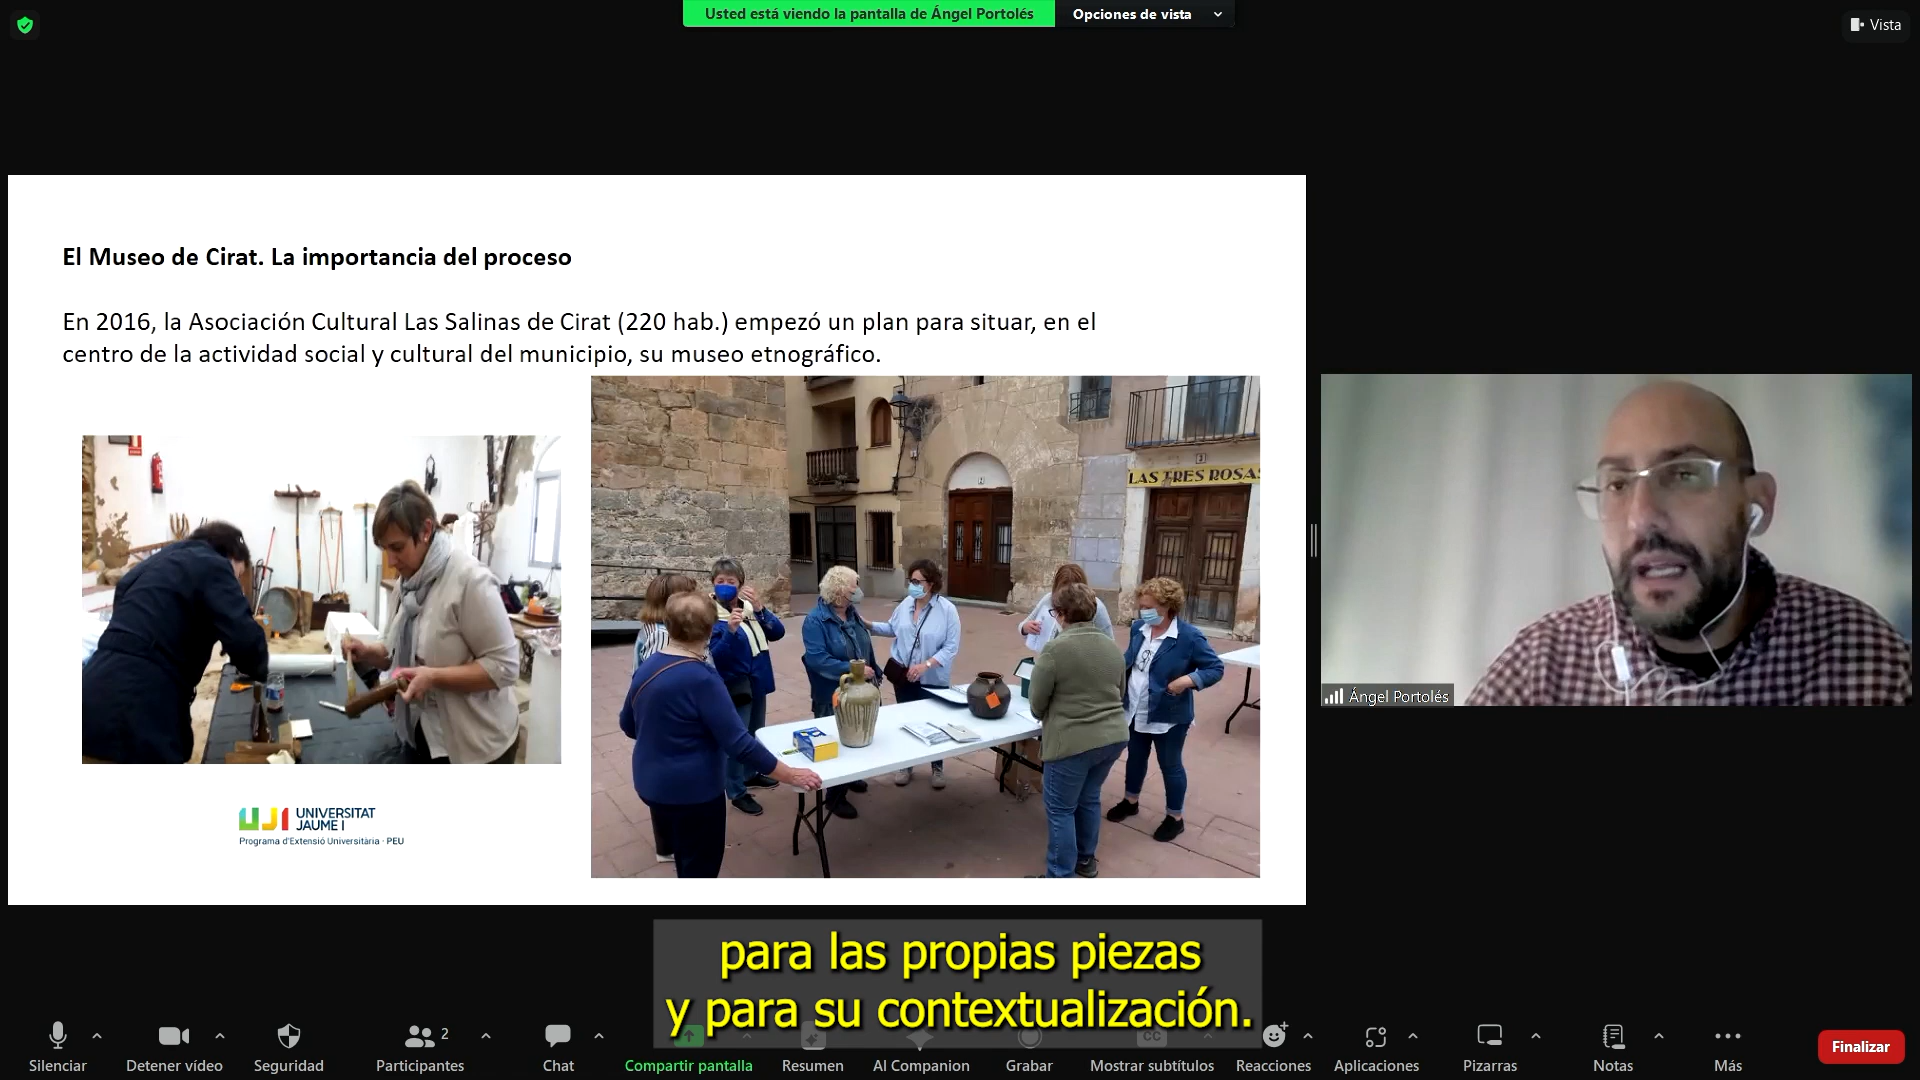 Usted está viendo la pantalla de Ángel Portolés
Opciones de vista
Vista
El Museo de Cirat. La importancia del proceso
En 2016, la Asociación Cultural Las Salinas de Cirat (220 hab.) empezó un plan para situar, en el
centro de la actividad social y cultural del municipio, su museo etnográfico.
LAS TRES ROSAS
UJI UNIVERSITAT
JAUME I
Programa d'Extensió Universitària · PEU
Ángel Portolés
para las propias piezas
y para su contextualización.
2
CC
Silenciar
Detener vídeo
Seguridad
Participantes
Chat
Compartir pantalla
Resumen
AI Companion
Grabar
Mostrar subtítulos
Reacciones
Aplicaciones
Pizarras
Notas
Más
Finalizar